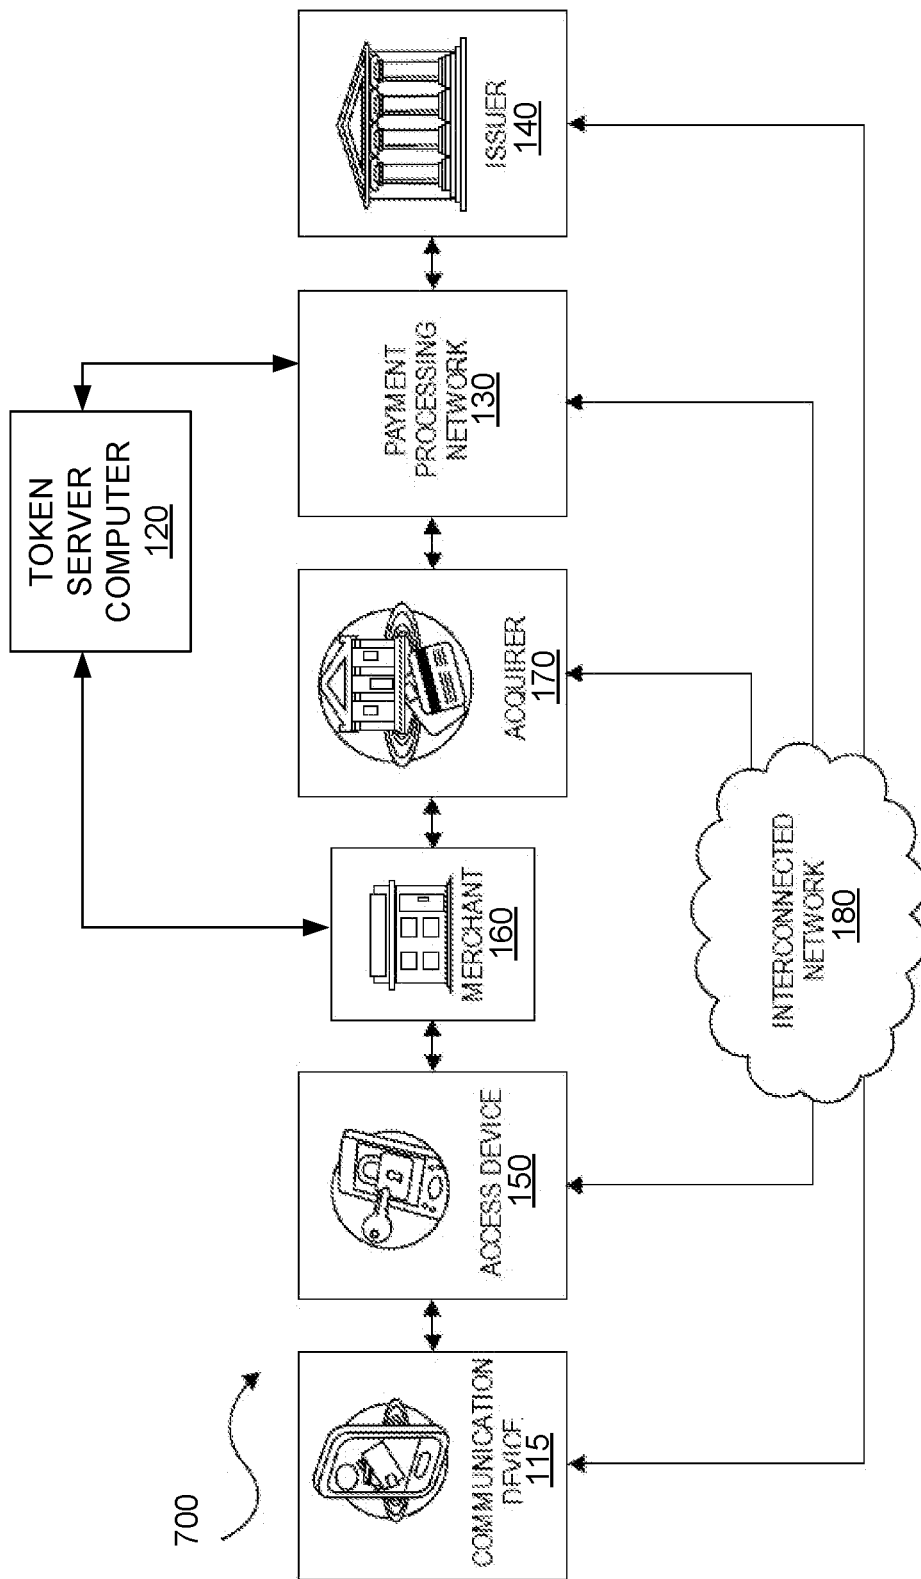 700
TOKEN
SERVER
COMPUTER
120
COMMUNICATION
DEVICE
115
ACCESS DEVICE
150
MERCHANT
160
ACQUIRER
170
PAYMENT
PROCESSING
NETWORK
130
ISSUER
140
INTERCONNECTED
NETWORK
180